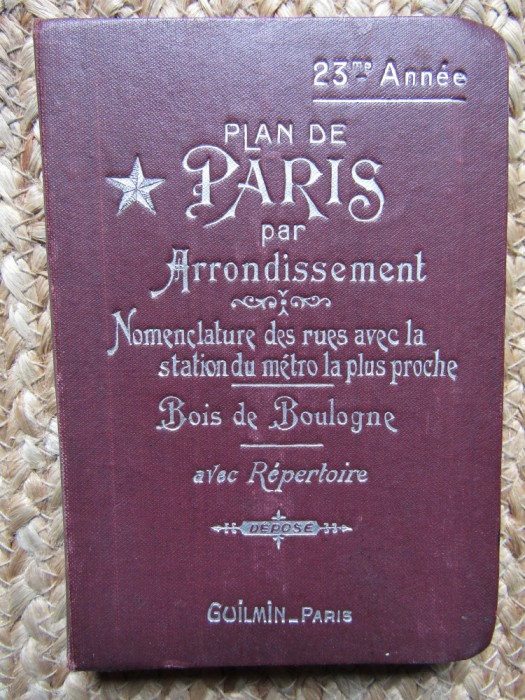 23me Année
PLAN DE
PARIS
par
Arrondissement
Nomenclature des rues avec la
station du métro la plus proche
Bois de Boulogne
avec Répertoire
DÉPOSÉ
GUILMIN_PARIS